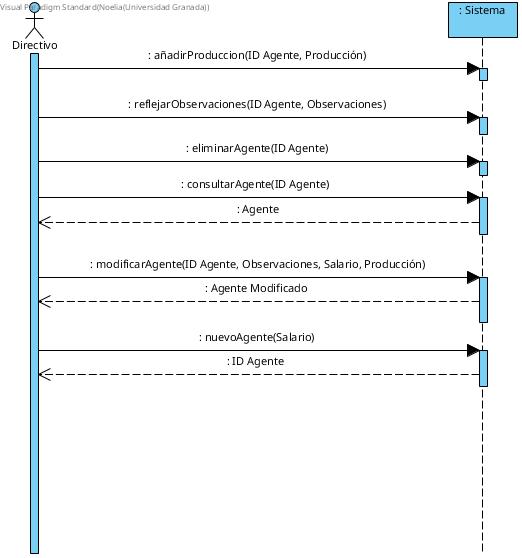 Visual Paradigm Standard(Noelia(Universidad Granada))
: Sistema
Directivo
: añadirProduccion(ID Agente, Producción)
: reflejarObservaciones(ID Agente, Observaciones)
: eliminarAgente(ID Agente)
: consultarAgente(ID Agente)
: Agente
: modificarAgente(ID Agente, Observaciones, Salario, Producción)
: Agente Modificado
: nuevoAgente(Salario)
: ID Agente